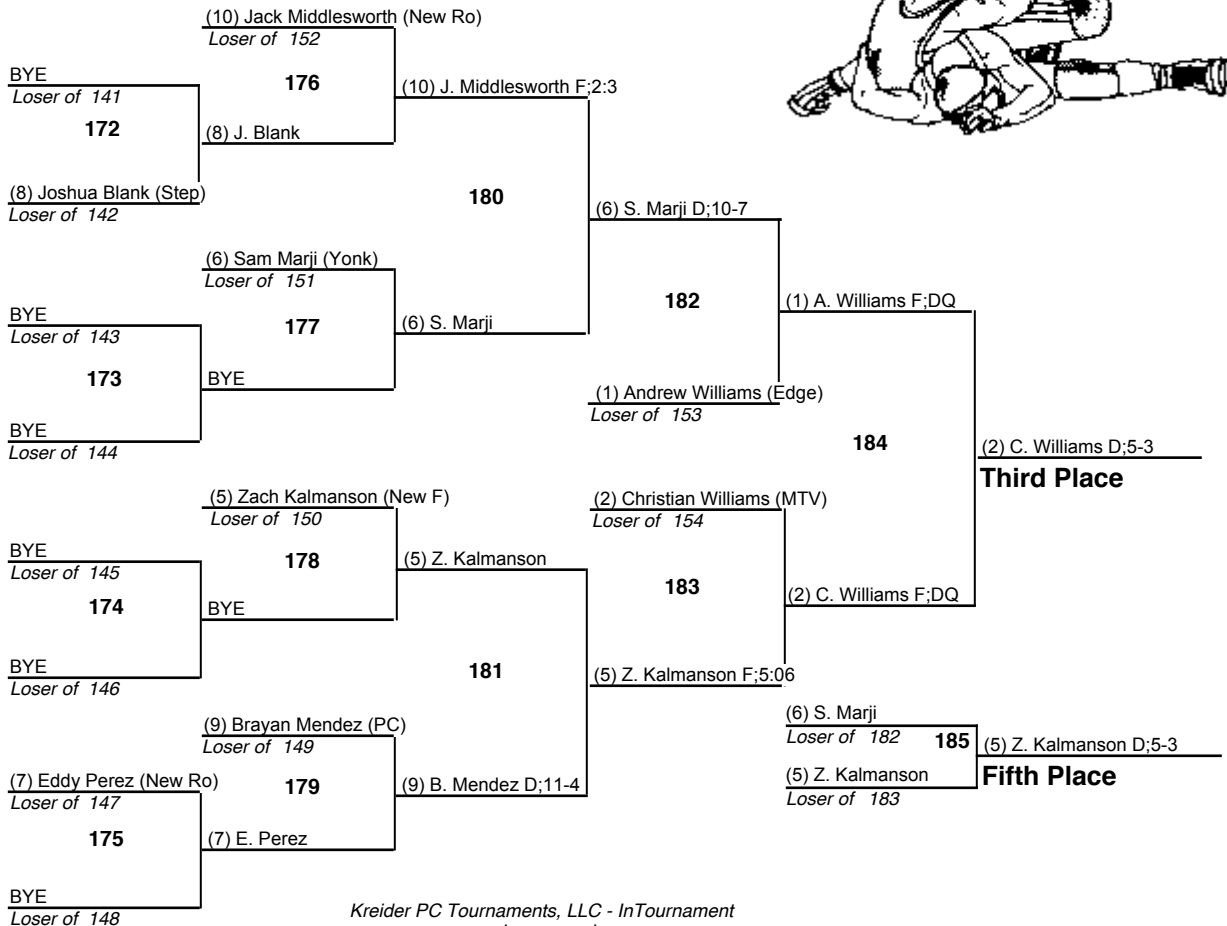 (10) Jack Middlesworth (New Ro)
Loser of 152
BYE
Loser of 141
176
(10) J. Middlesworth F;2:3
172
(8) J. Blank
(8) Joshua Blank (Step)
Loser of 142
180
(6) S. Marji D;10-7
(6) Sam Marji (Yonk)
Loser of 151
BYE
Loser of 143
177
(6) S. Marji
182
(1) A. Williams F;DQ
173
BYE
(1) Andrew Williams (Edge)
Loser of 153
BYE
Loser of 144
184
(2) C. Williams D;5-3
Third Place
(5) Zach Kalmanson (New F)
Loser of 150
(2) Christian Williams (MTV)
Loser of 154
BYE
Loser of 145
178
(5) Z. Kalmanson
183
(2) C. Williams F;DQ
174
BYE
BYE
Loser of 146
181
(5) Z. Kalmanson F;5:06
(9) Brayan Mendez (PC)
Loser of 149
(6) S. Marji
Loser of 182
185
(5) Z. Kalmanson D;5-3
Fifth Place
(5) Z. Kalmanson
Loser of 183
(7) Eddy Perez (New Ro)
Loser of 147
179
(9) B. Mendez D;11-4
175
(7) E. Perez
BYE
Loser of 148
Kreider PC Tournaments, LLC - InTournament